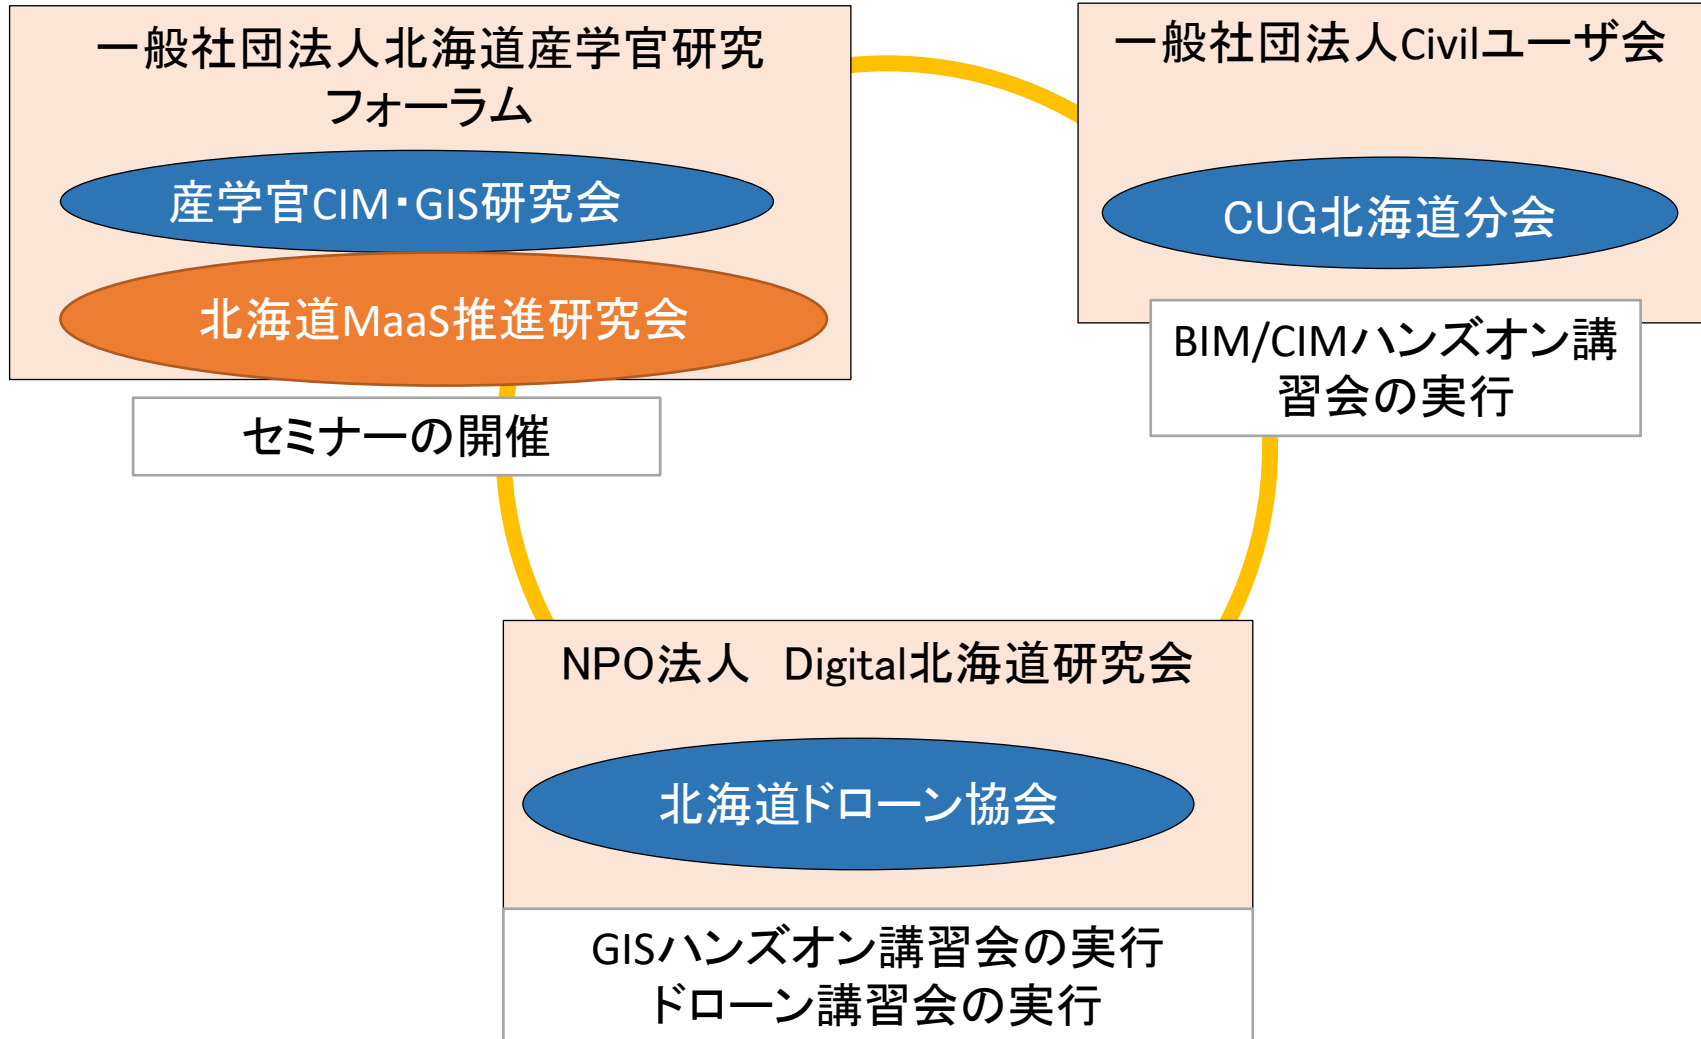 一般社団法人北海道産学官研究
フォーラム
産学官CIM・GIS研究会
北海道MaaS推進研究会
セミナーの開催
一般社団法人Civilユーザ会
CUG北海道分会
BIM/CIMハンズオン講
習会の実行
NPO法人　Digital北海道研究会
北海道ドローン協会
GISハンズオン講習会の実行
ドローン講習会の実行